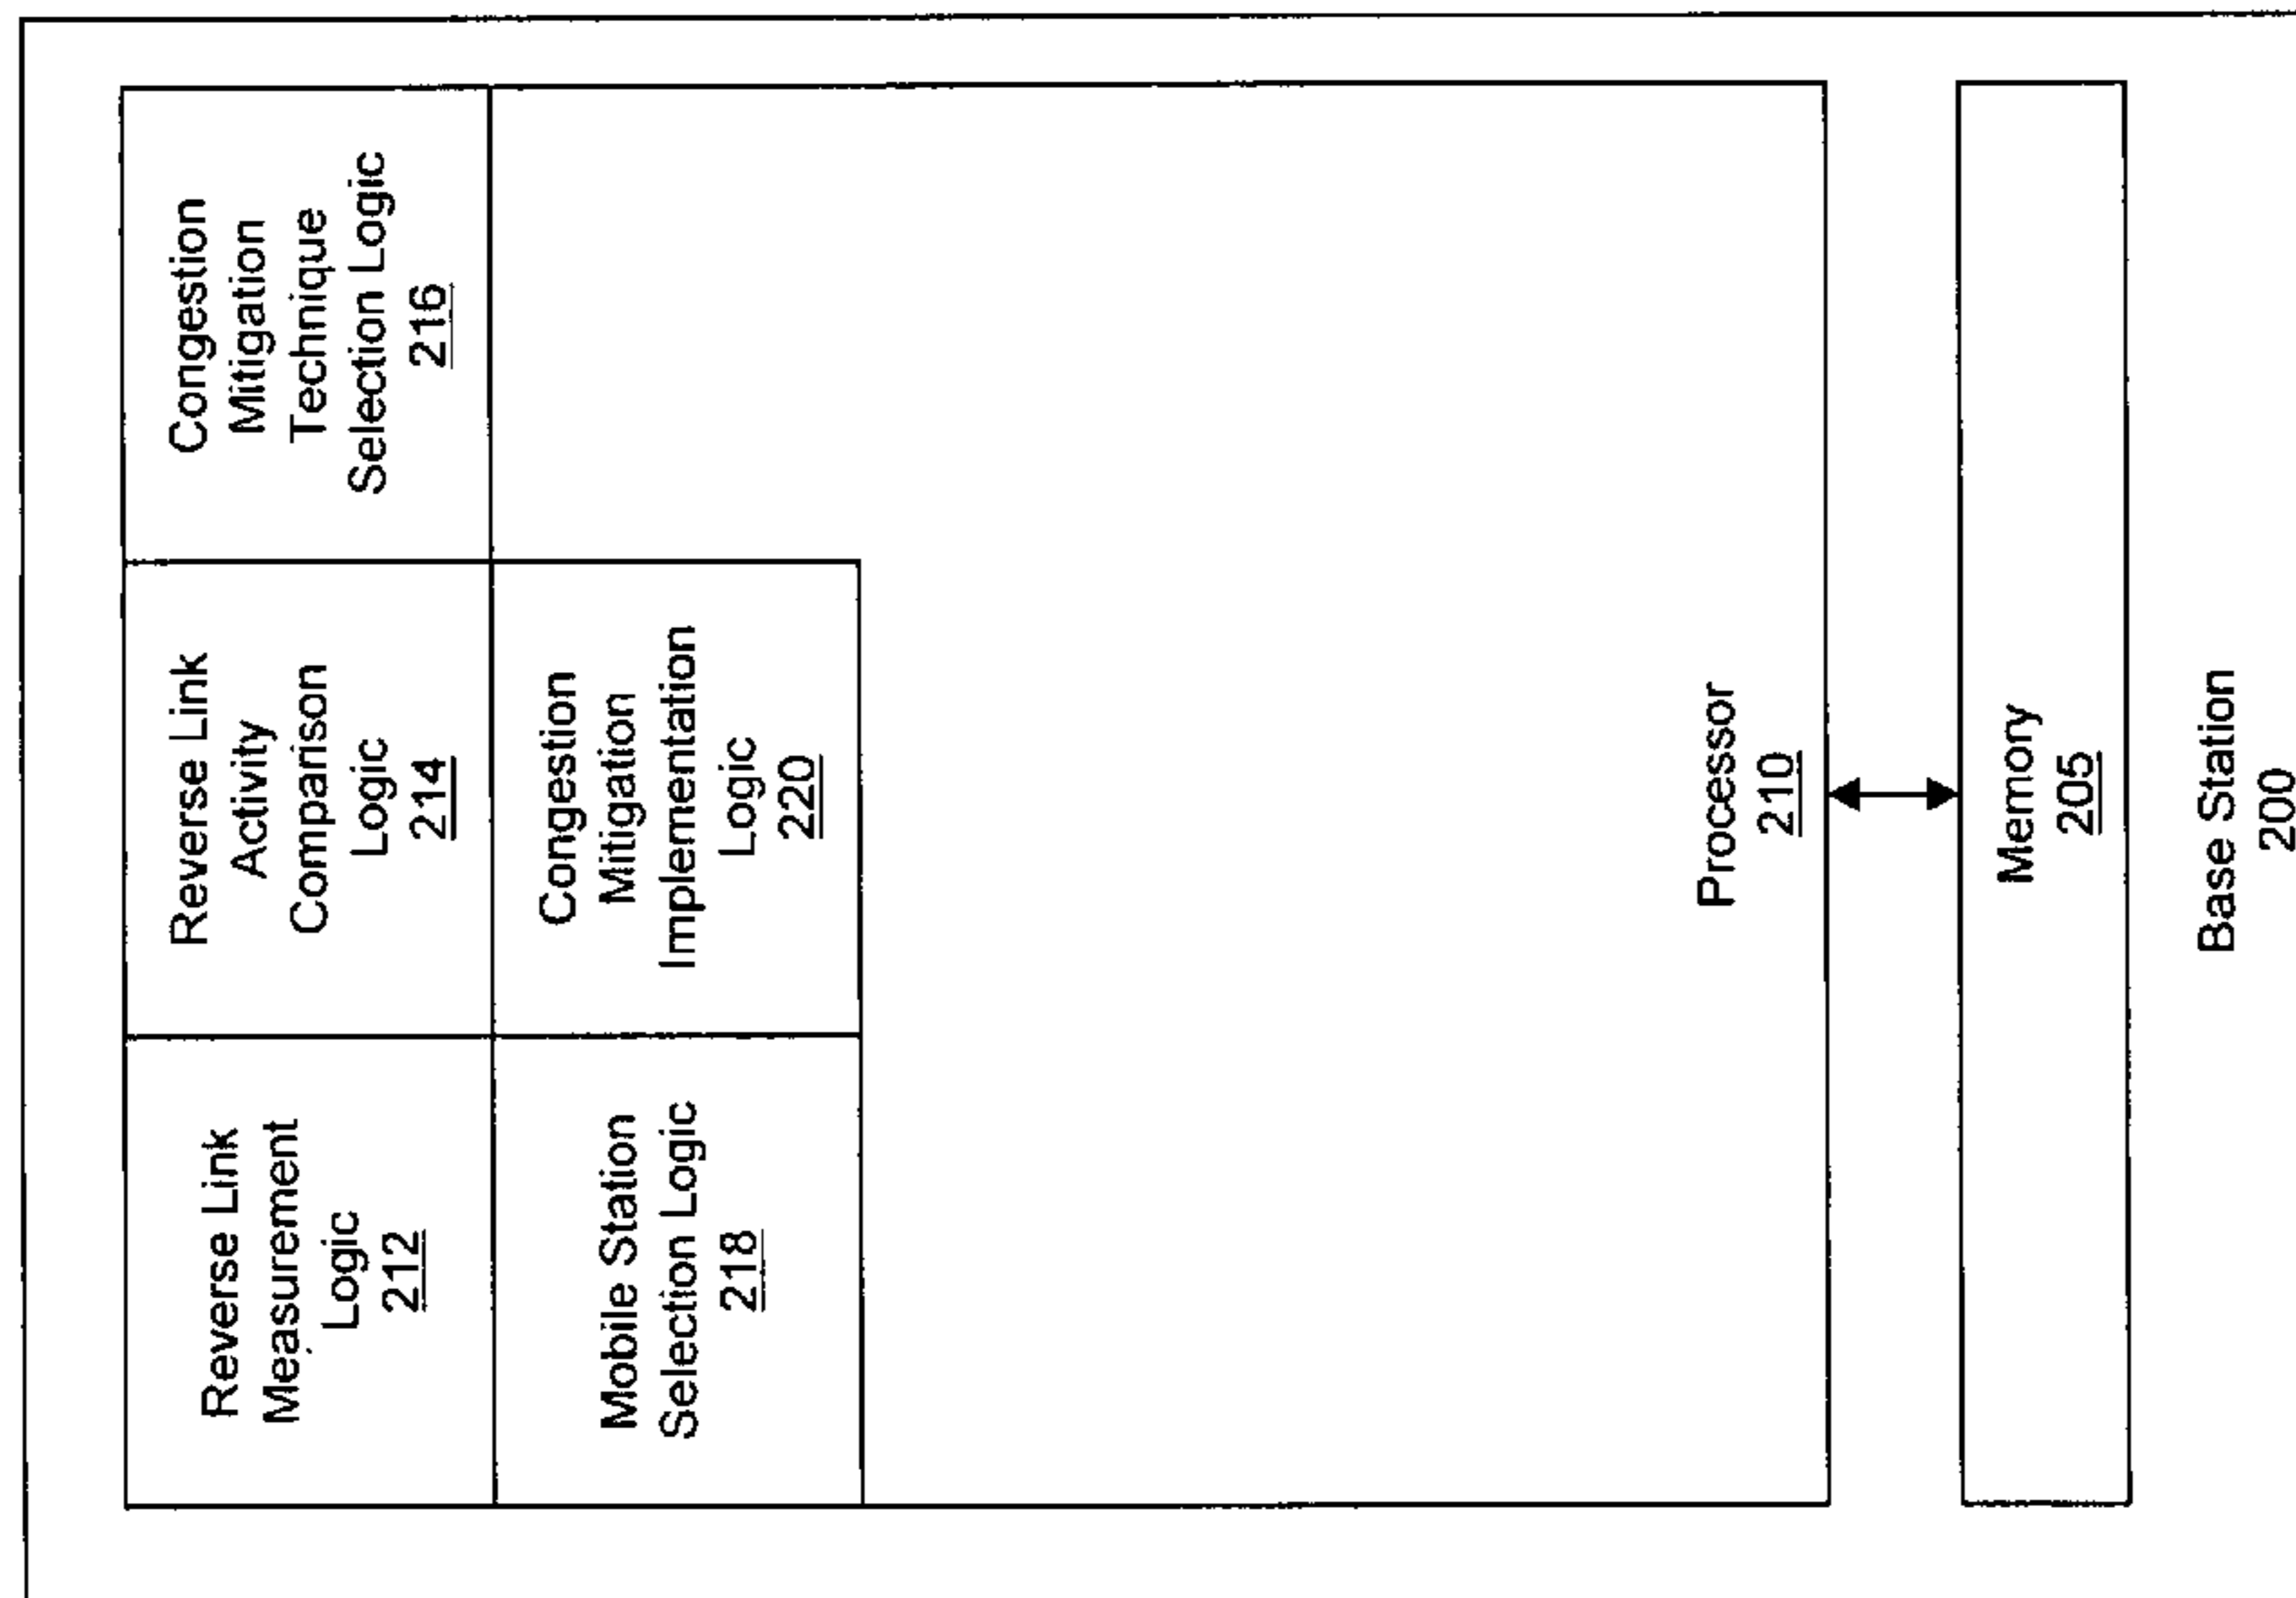 Reverse Link
Measurement
Logic
212
Reverse Link
Activity
Comparison
Logic
214
Congestion
Mitigation
Technique
Selection Logic
216
Mobile Station
Selection Logic
218
Congestion
Mitigation
Implementation
Logic
220
Processor
210
Memory
205
Base Station
200